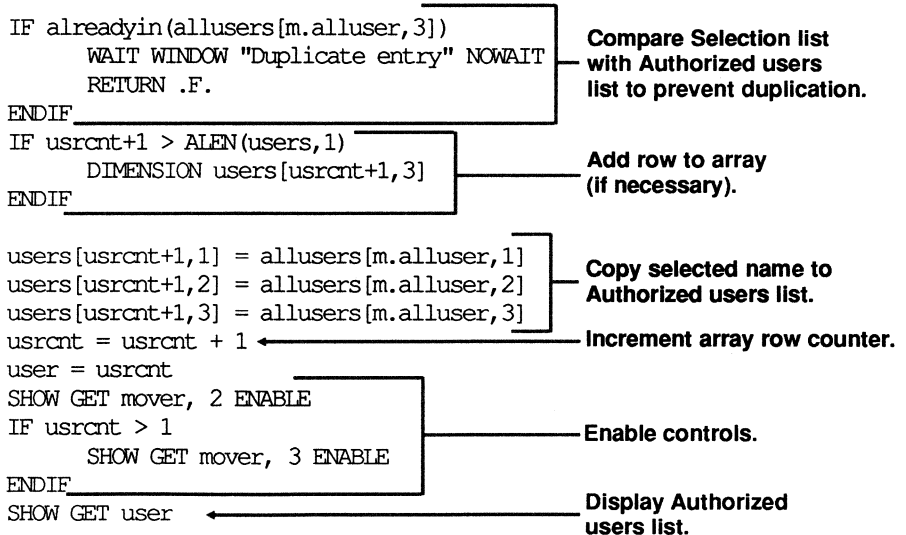 IF alreadyin(allusers[m.alluser,3])
WAIT WINDOW "Duplicate entry" NOWAIT
RETURN .F.
ENDIF
Compare Selection list
with Authorized users
list to prevent duplication.
IF usrcnt+1 > ALEN(users,1)
DIMENSION users[usrcnt+1,3]
ENDIF
Add row to array
(if necessary).
users[usrcnt+1,1] = allusers[m.alluser,1]
users[usrcnt+1,2] = allusers[m.alluser,2]
users[usrcnt+1,3] = allusers[m.alluser,3]
Copy selected name to
Authorized users list.
usrcnt = usrcnt + 1
Increment array row counter.
user = usrcnt
SHOW GET mover, 2 ENABLE
IF usrcnt > 1
SHOW GET mover, 3 ENABLE
ENDIF
Enable controls.
SHOW GET user
Display Authorized
users list.